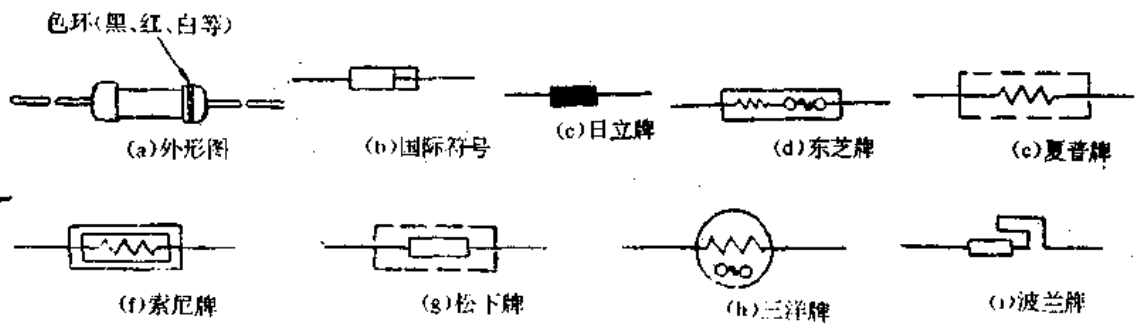 色环(黑、红、白等)
(a)外形图
(b)国际符号
(c)日立牌
(d)东芝牌
(e)夏普牌
(f)索尼牌
(g)松下牌
(h)三洋牌
(i)波兰牌